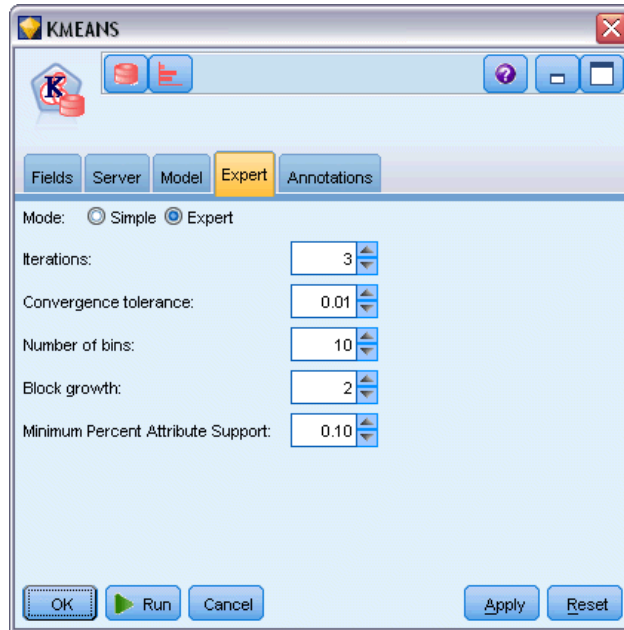 KMEANS
K
?
Fields Server Model Expert Annotations
Mode: Simple Expert
Iterations: 3
Convergence tolerance: 0.01
Number of bins: 10
Block growth: 2
Minimum Percent Attribute Support: 0.10
OK Run Cancel Apply Reset